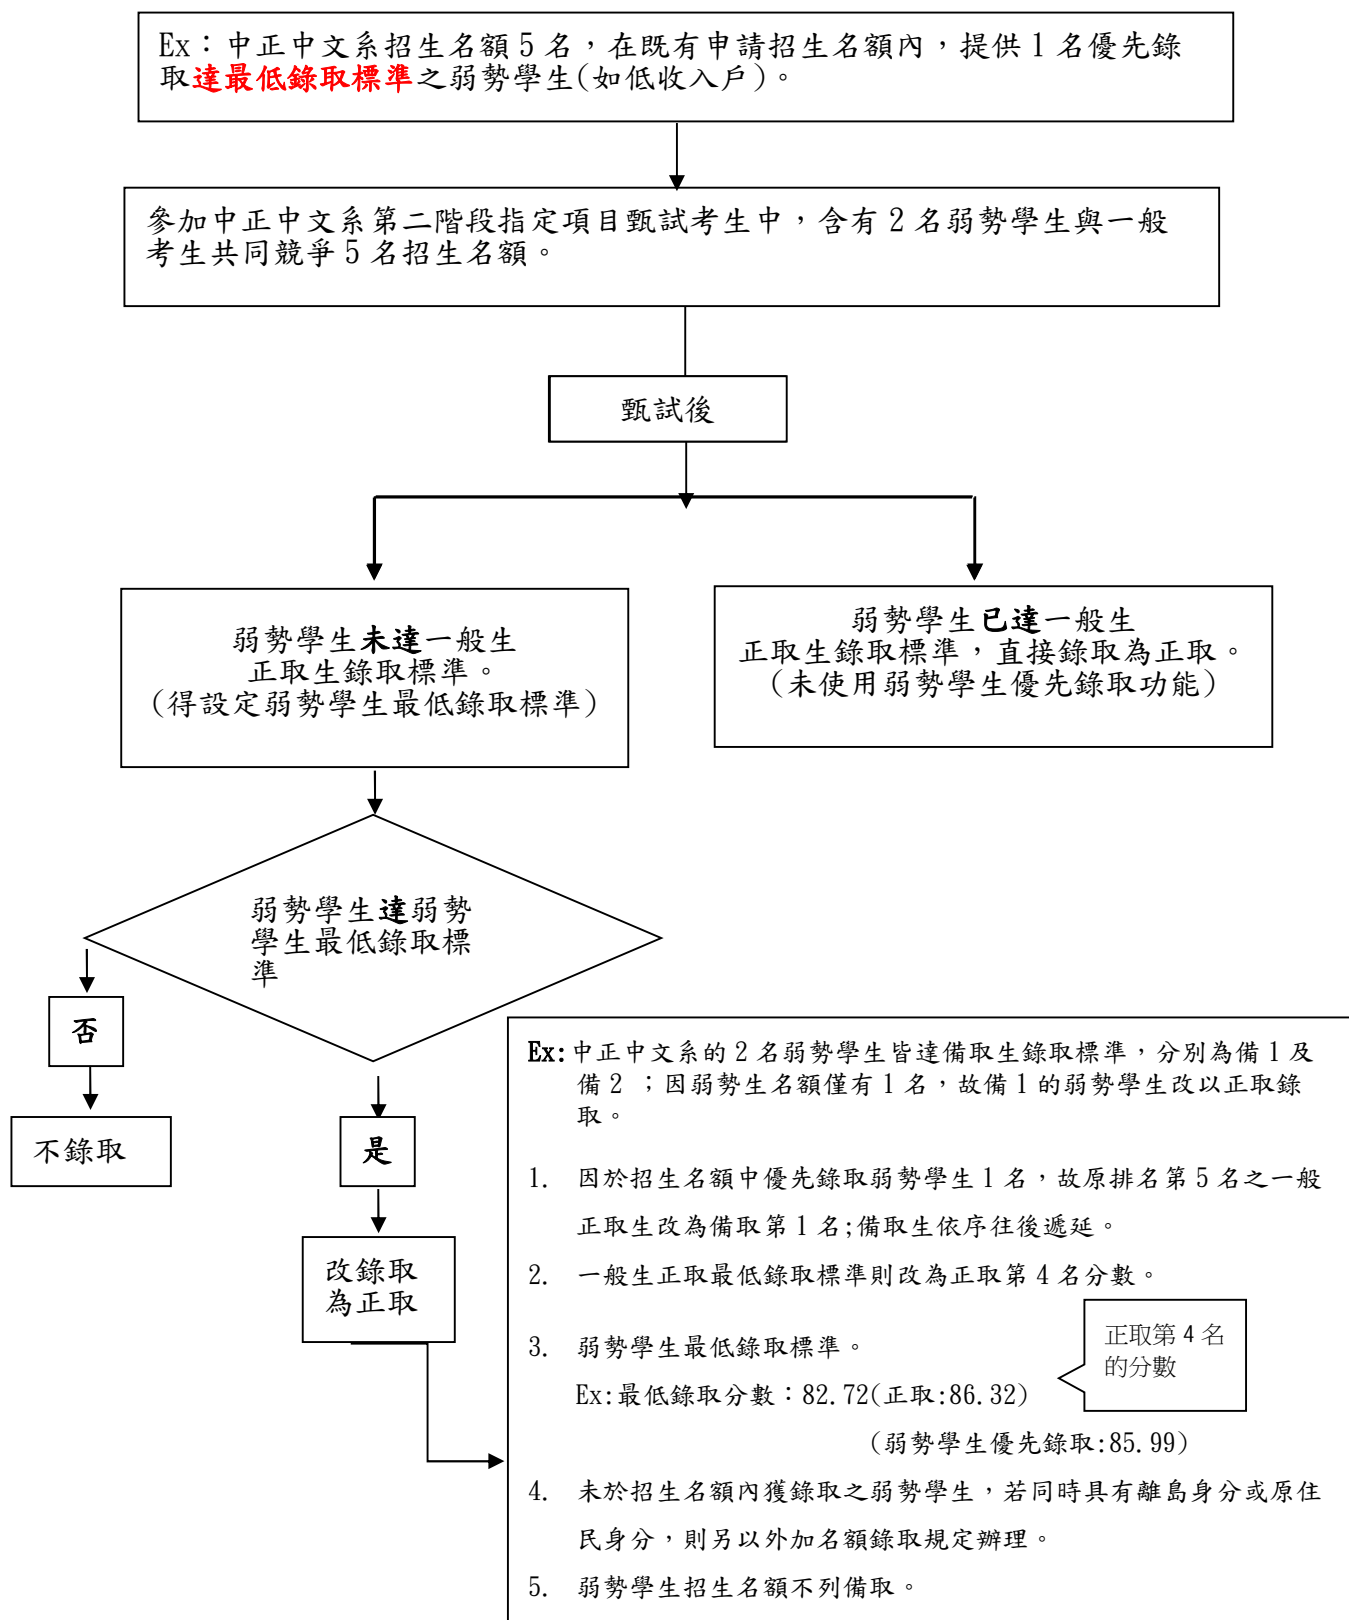 Ex：中正中文系招生名額5名，在既有申請招生名額內，提供1名優先錄
取達最低錄取標準之弱勢學生(如低收入戶)。
參加中正中文系第二階段指定項目甄試考生中，含有2名弱勢學生與一般
考生共同競爭5名招生名額。
甄試後
弱勢學生未達一般生
正取生錄取標準。
(得設定弱勢學生最低錄取標準)
弱勢學生已達一般生
正取生錄取標準，直接錄取為正取。
(未使用弱勢學生優先錄取功能)
弱勢學生達弱勢
學生最低錄取標
準
否
不錄取
是
改錄取
為正取
Ex:中正中文系的2名弱勢學生皆達備取生錄取標準，分別為備1及
備2 ；因弱勢生名額僅有1名，故備1的弱勢學生改以正取錄
取。
1. 因於招生名額中優先錄取弱勢學生1名，故原排名第5名之一般
正取生改為備取第1名;備取生依序往後遞延。
2. 一般生正取最低錄取標準則改為正取第4名分數。
3. 弱勢學生最低錄取標準。
Ex:最低錄取分數：82.72(正取:86.32)
(弱勢學生優先錄取:85.99)
正取第4名
的分數
4. 未於招生名額內獲錄取之弱勢學生，若同時具有離島身分或原住
民身分，則另以外加名額錄取規定辦理。
5. 弱勢學生招生名額不列備取。